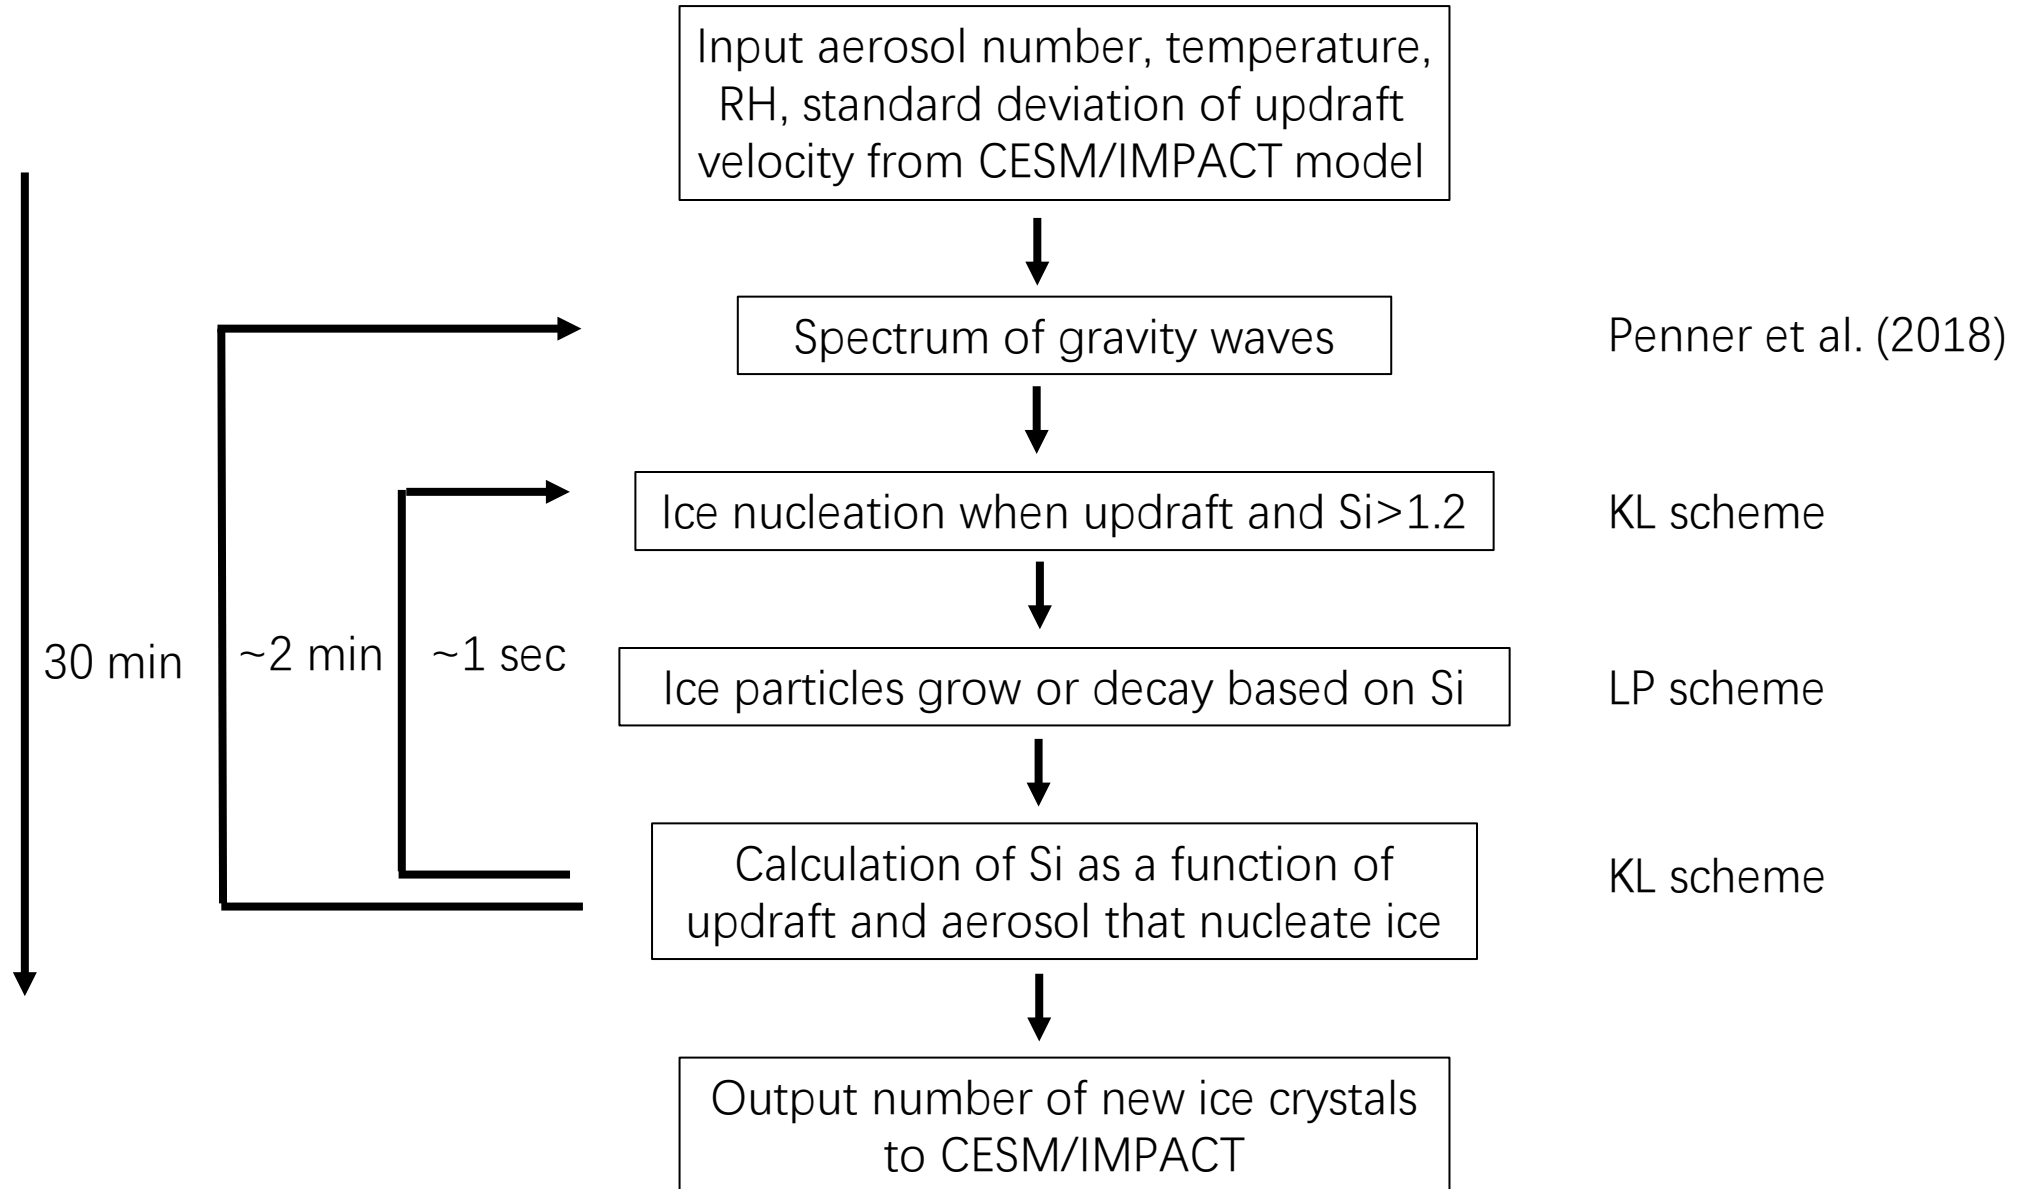 Input aerosol number, temperature,
RH, standard deviation of updraft
velocity from CESM/IMPACT model
Spectrum of gravity waves
Penner et al. (2018)
Ice nucleation when updraft and Si>1.2
KL scheme
30 min
~2 min
~1 sec
Ice particles grow or decay based on Si
LP scheme
Calculation of Si as a function of
updraft and aerosol that nucleate ice
KL scheme
Output number of new ice crystals
to CESM/IMPACT